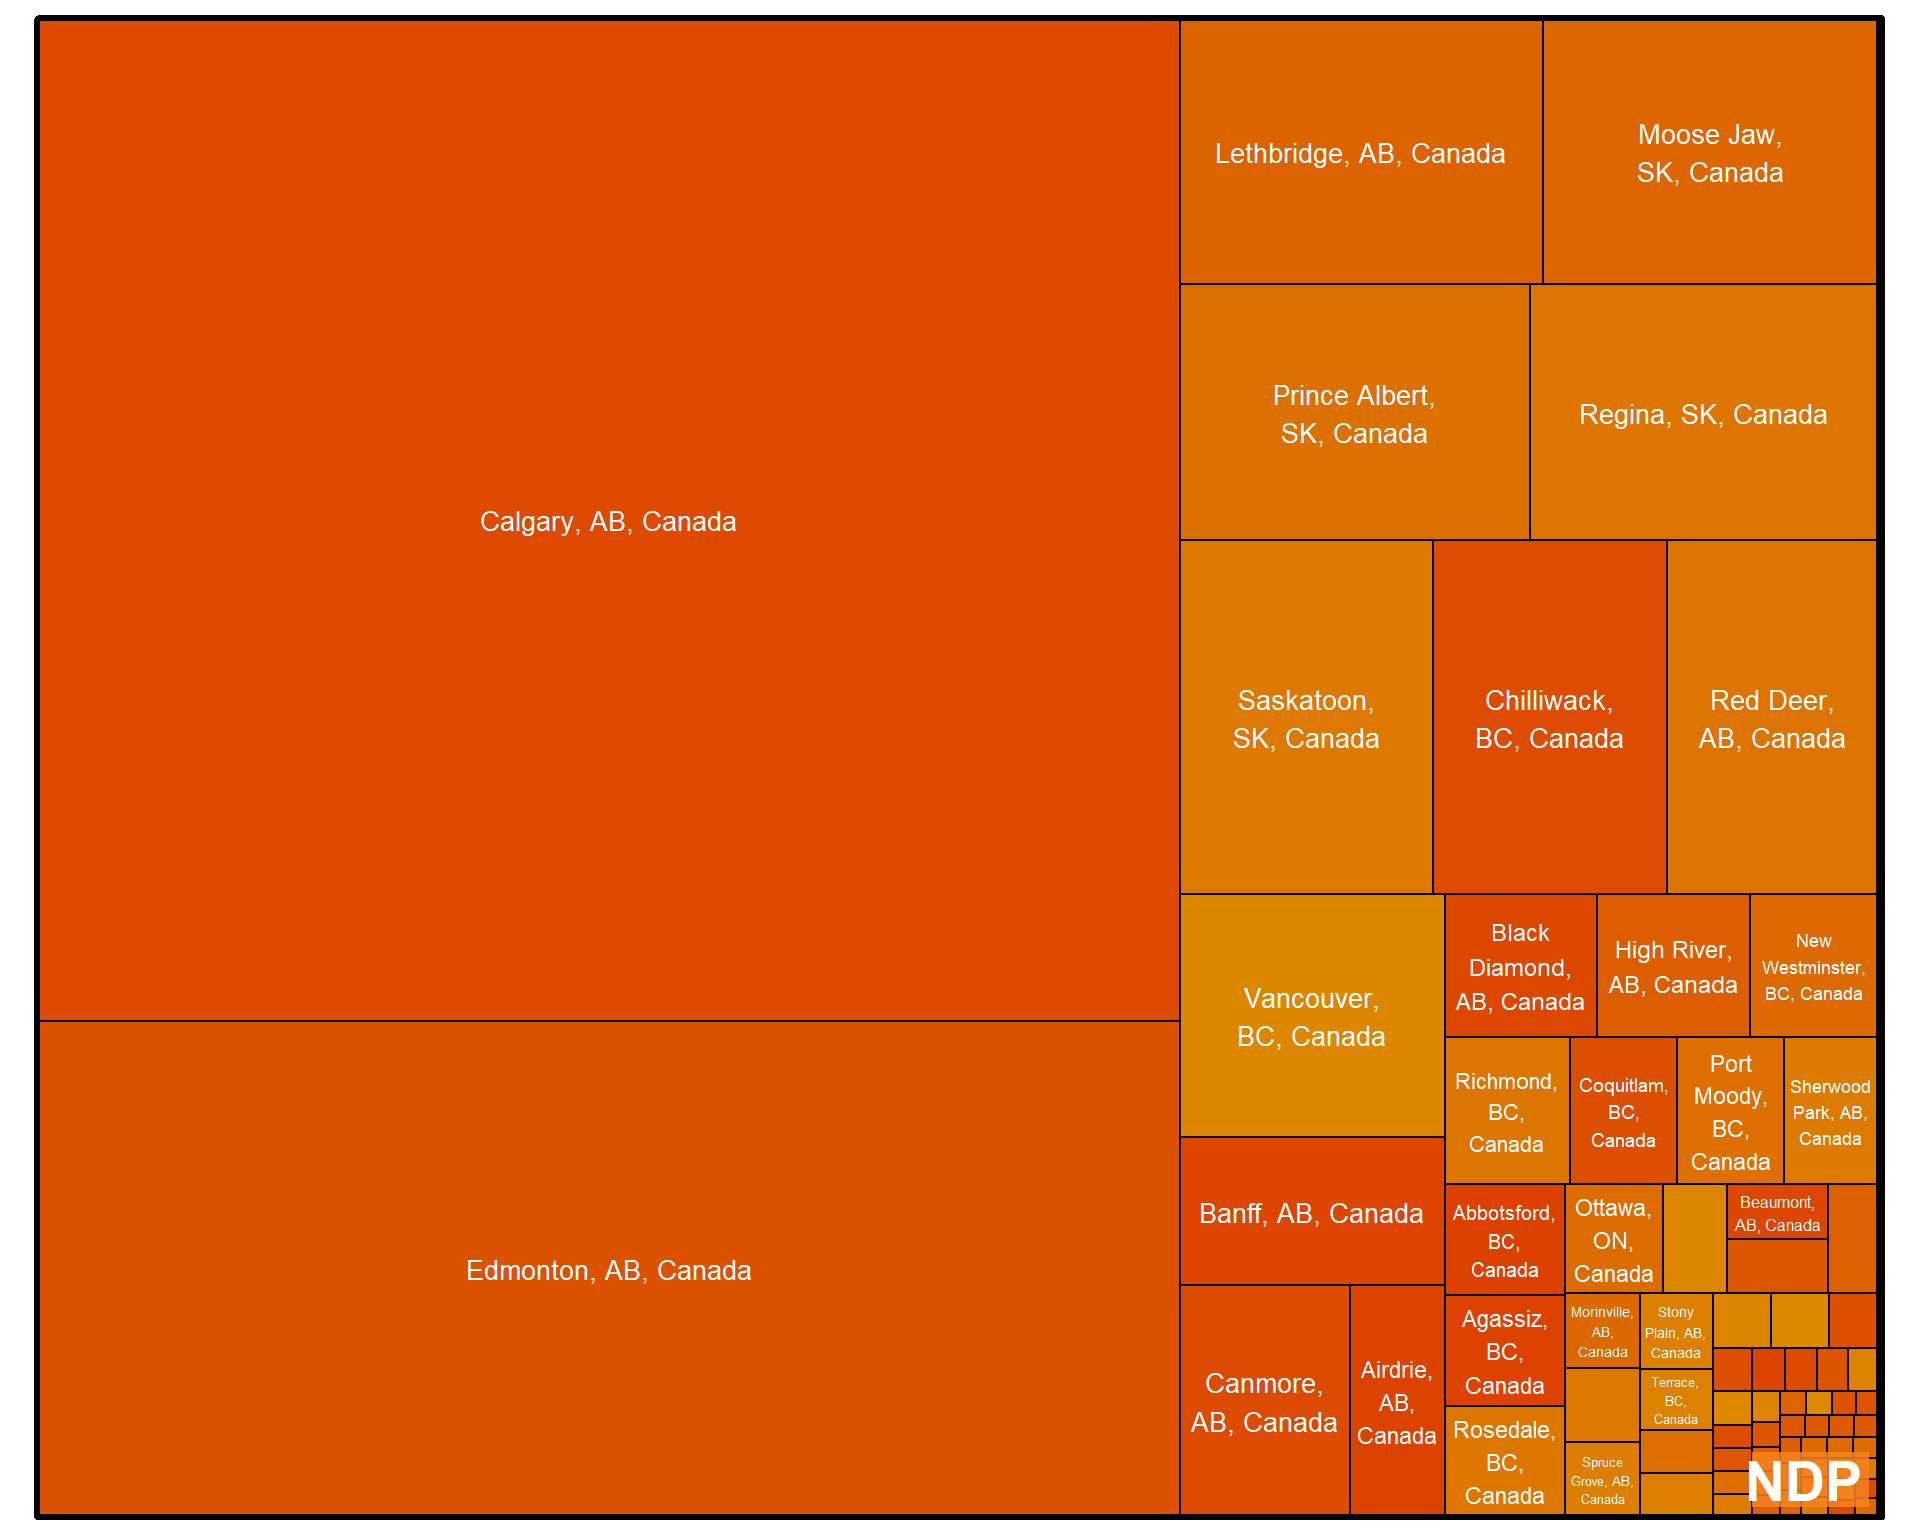 Calgary, AB, Canada
Edmonton, AB, Canada
Lethbridge, AB, Canada
Moose Jaw,
SK, Canada
Prince Albert,
SK, Canada
Regina, SK, Canada
Saskatoon,
SK, Canada
Chilliwack,
BC, Canada
Red Deer,
AB, Canada
Vancouver,
BC, Canada
Banff, AB, Canada
Canmore,
AB, Canada
Airdrie,
AB,
Canada
Black
Diamond,
AB, Canada
High River,
AB, Canada
New
Westminster,
BC, Canada
Richmond,
BC,
Canada
Coquitlam,
BC,
Canada
Port
Moody,
BC,
Canada
Sherwood
Park, AB,
Canada
Abbotsford,
BC,
Canada
Agassiz,
BC,
Canada
Rosedale,
BC,
Canada
Ottawa,
ON,
Canada
Beaumont,
AB, Canada
Morinville,
AB,
Canada
Stony
Plain, AB,
Canada
Terrace,
BC,
Canada
Spruce
Grove, AB,
Canada
NDP